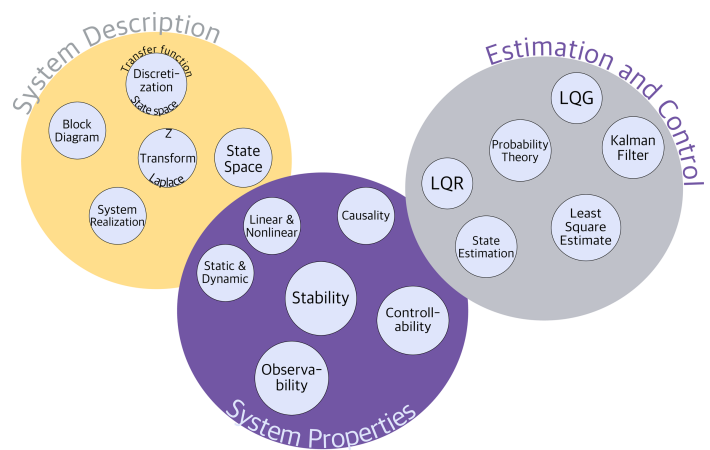 System Description
Transfer function
Discreti-
zation
State space
Block
Diagram
Z
Transform
Laplace
State
Space
System
Realization
Estimation and Control
LQG
Probability
Theory
Kalman
Filter
LQR
Least
Square
Estimate
State
Estimation
Linear &
Nonlinear
Causality
Static &
Dynamic
Stability
Controll-
ability
Observa-
bility
System Properties